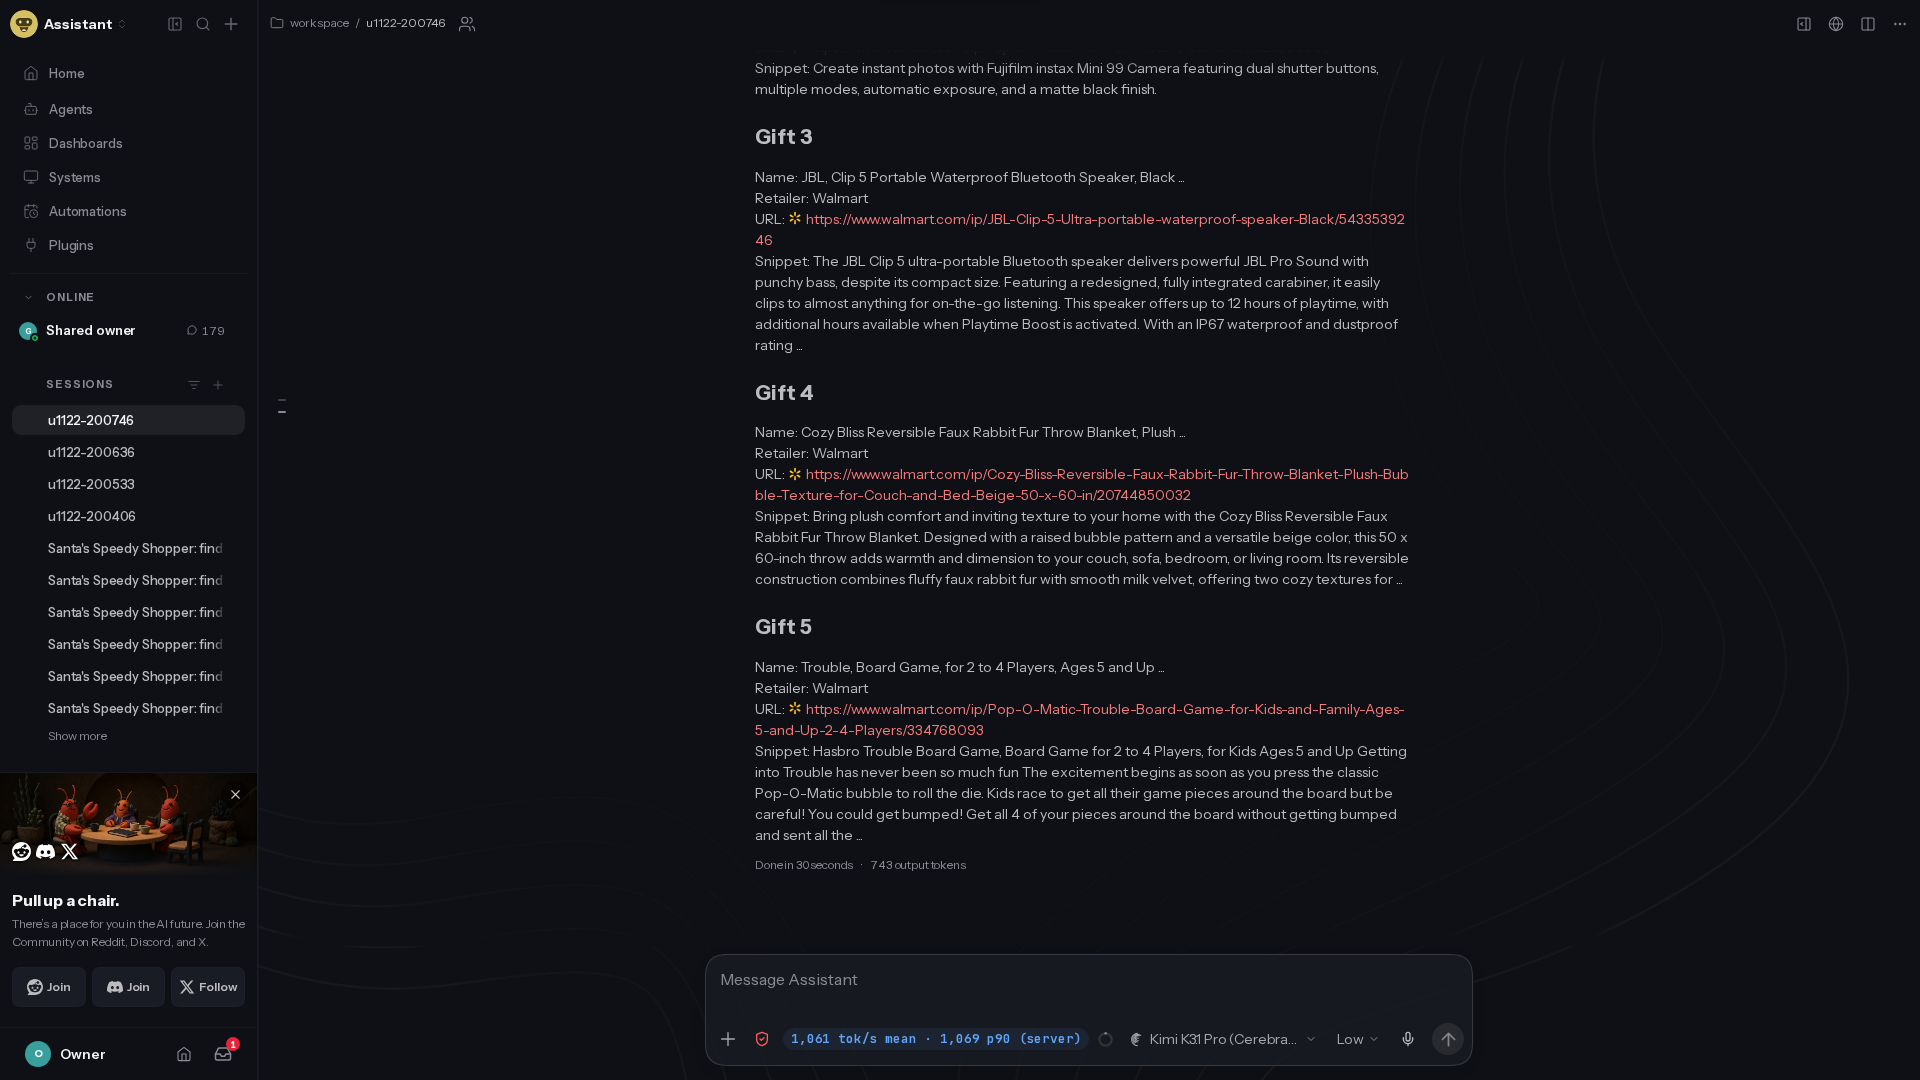 Assistant
Home
Agents
Dashboards
Systems
Automations
Plugins
ONLINE
G
Shared owner
179
SESSIONS
u1122-200746
u1122-200636
u1122-200533
u1122-200406
Santa's Speedy Shopper: find
Santa's Speedy Shopper: find
Santa's Speedy Shopper: find
Santa's Speedy Shopper: find
Santa's Speedy Shopper: find
Santa's Speedy Shopper: find
Show more
Pull up a chair.
There's a place for you in the AI future. Join the
Community on Reddit, Discord, and X.
Join
Join
Follow
O
Owner
1
workspace / u1122-200746
Snippet: Create instant photos with Fujifilm instax Mini 99 Camera featuring dual shutter buttons,
multiple modes, automatic exposure, and a matte black finish.
Gift 3
Name: JBL, Clip 5 Portable Waterproof Bluetooth Speaker, Black ...
Retailer: Walmart
URL: https://www.walmart.com/ip/JBL-Clip-5-Ultra-portable-waterproof-speaker-Black/54335392
46
Snippet: The JBL Clip 5 ultra-portable Bluetooth speaker delivers powerful JBL Pro Sound with
punchy bass, despite its compact size. Featuring a redesigned, fully integrated carabiner, it easily
clips to almost anything for on-the-go listening. This speaker offers up to 12 hours of playtime, with
additional hours available when Playtime Boost is activated. With an IP67 waterproof and dustproof
rating ...
Gift 4
Name: Cozy Bliss Reversible Faux Rabbit Fur Throw Blanket, Plush ...
Retailer: Walmart
URL: https://www.walmart.com/ip/Cozy-Bliss-Reversible-Faux-Rabbit-Fur-Throw-Blanket-Plush-Bub
ble-Texture-for-Couch-and-Bed-Beige-50-x-60-in/20744850032
Snippet: Bring plush comfort and inviting texture to your home with the Cozy Bliss Reversible Faux
Rabbit Fur Throw Blanket. Designed with a raised bubble pattern and a versatile beige color, this 50 x
60-inch throw adds warmth and dimension to your couch, sofa, bedroom, or living room. Its reversible
construction combines fluffy faux rabbit fur with smooth milk velvet, offering two cozy textures for ...
Gift 5
Name: Trouble, Board Game, for 2 to 4 Players, Ages 5 and Up ...
Retailer: Walmart
URL: https://www.walmart.com/ip/Pop-O-Matic-Trouble-Board-Game-for-Kids-and-Family-Ages-
5-and-Up-2-4-Players/334768093
Snippet: Hasbro Trouble Board Game, Board Game for 2 to 4 Players, for Kids Ages 5 and Up Getting
into Trouble has never been so much fun The excitement begins as soon as you press the classic
Pop-O-Matic bubble to roll the die. Kids race to get all their game pieces around the board but be
careful! You could get bumped! Get all 4 of your pieces around the board without getting bumped
and sent all the ...
Done in 30 seconds · 743 output tokens
Message Assistant
1,061 tok/s mean · 1,069 p90 (server)
Kimi K3.1 Pro (Cerebra...
Low